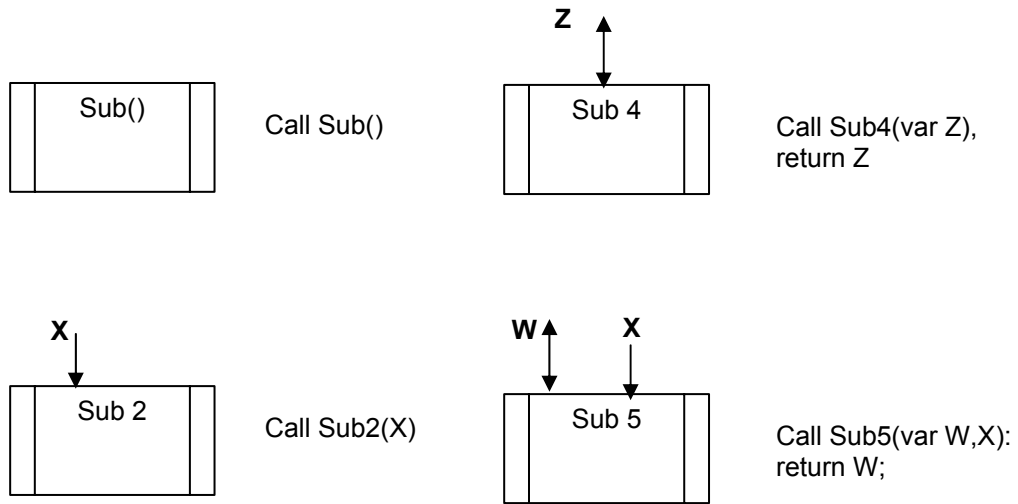 Z
Sub()
Call Sub()
Sub 4
Call Sub4(var Z),
return Z
X
Sub 2
Call Sub2(X)
W
X
Sub 5
Call Sub5(var W,X):
return W;